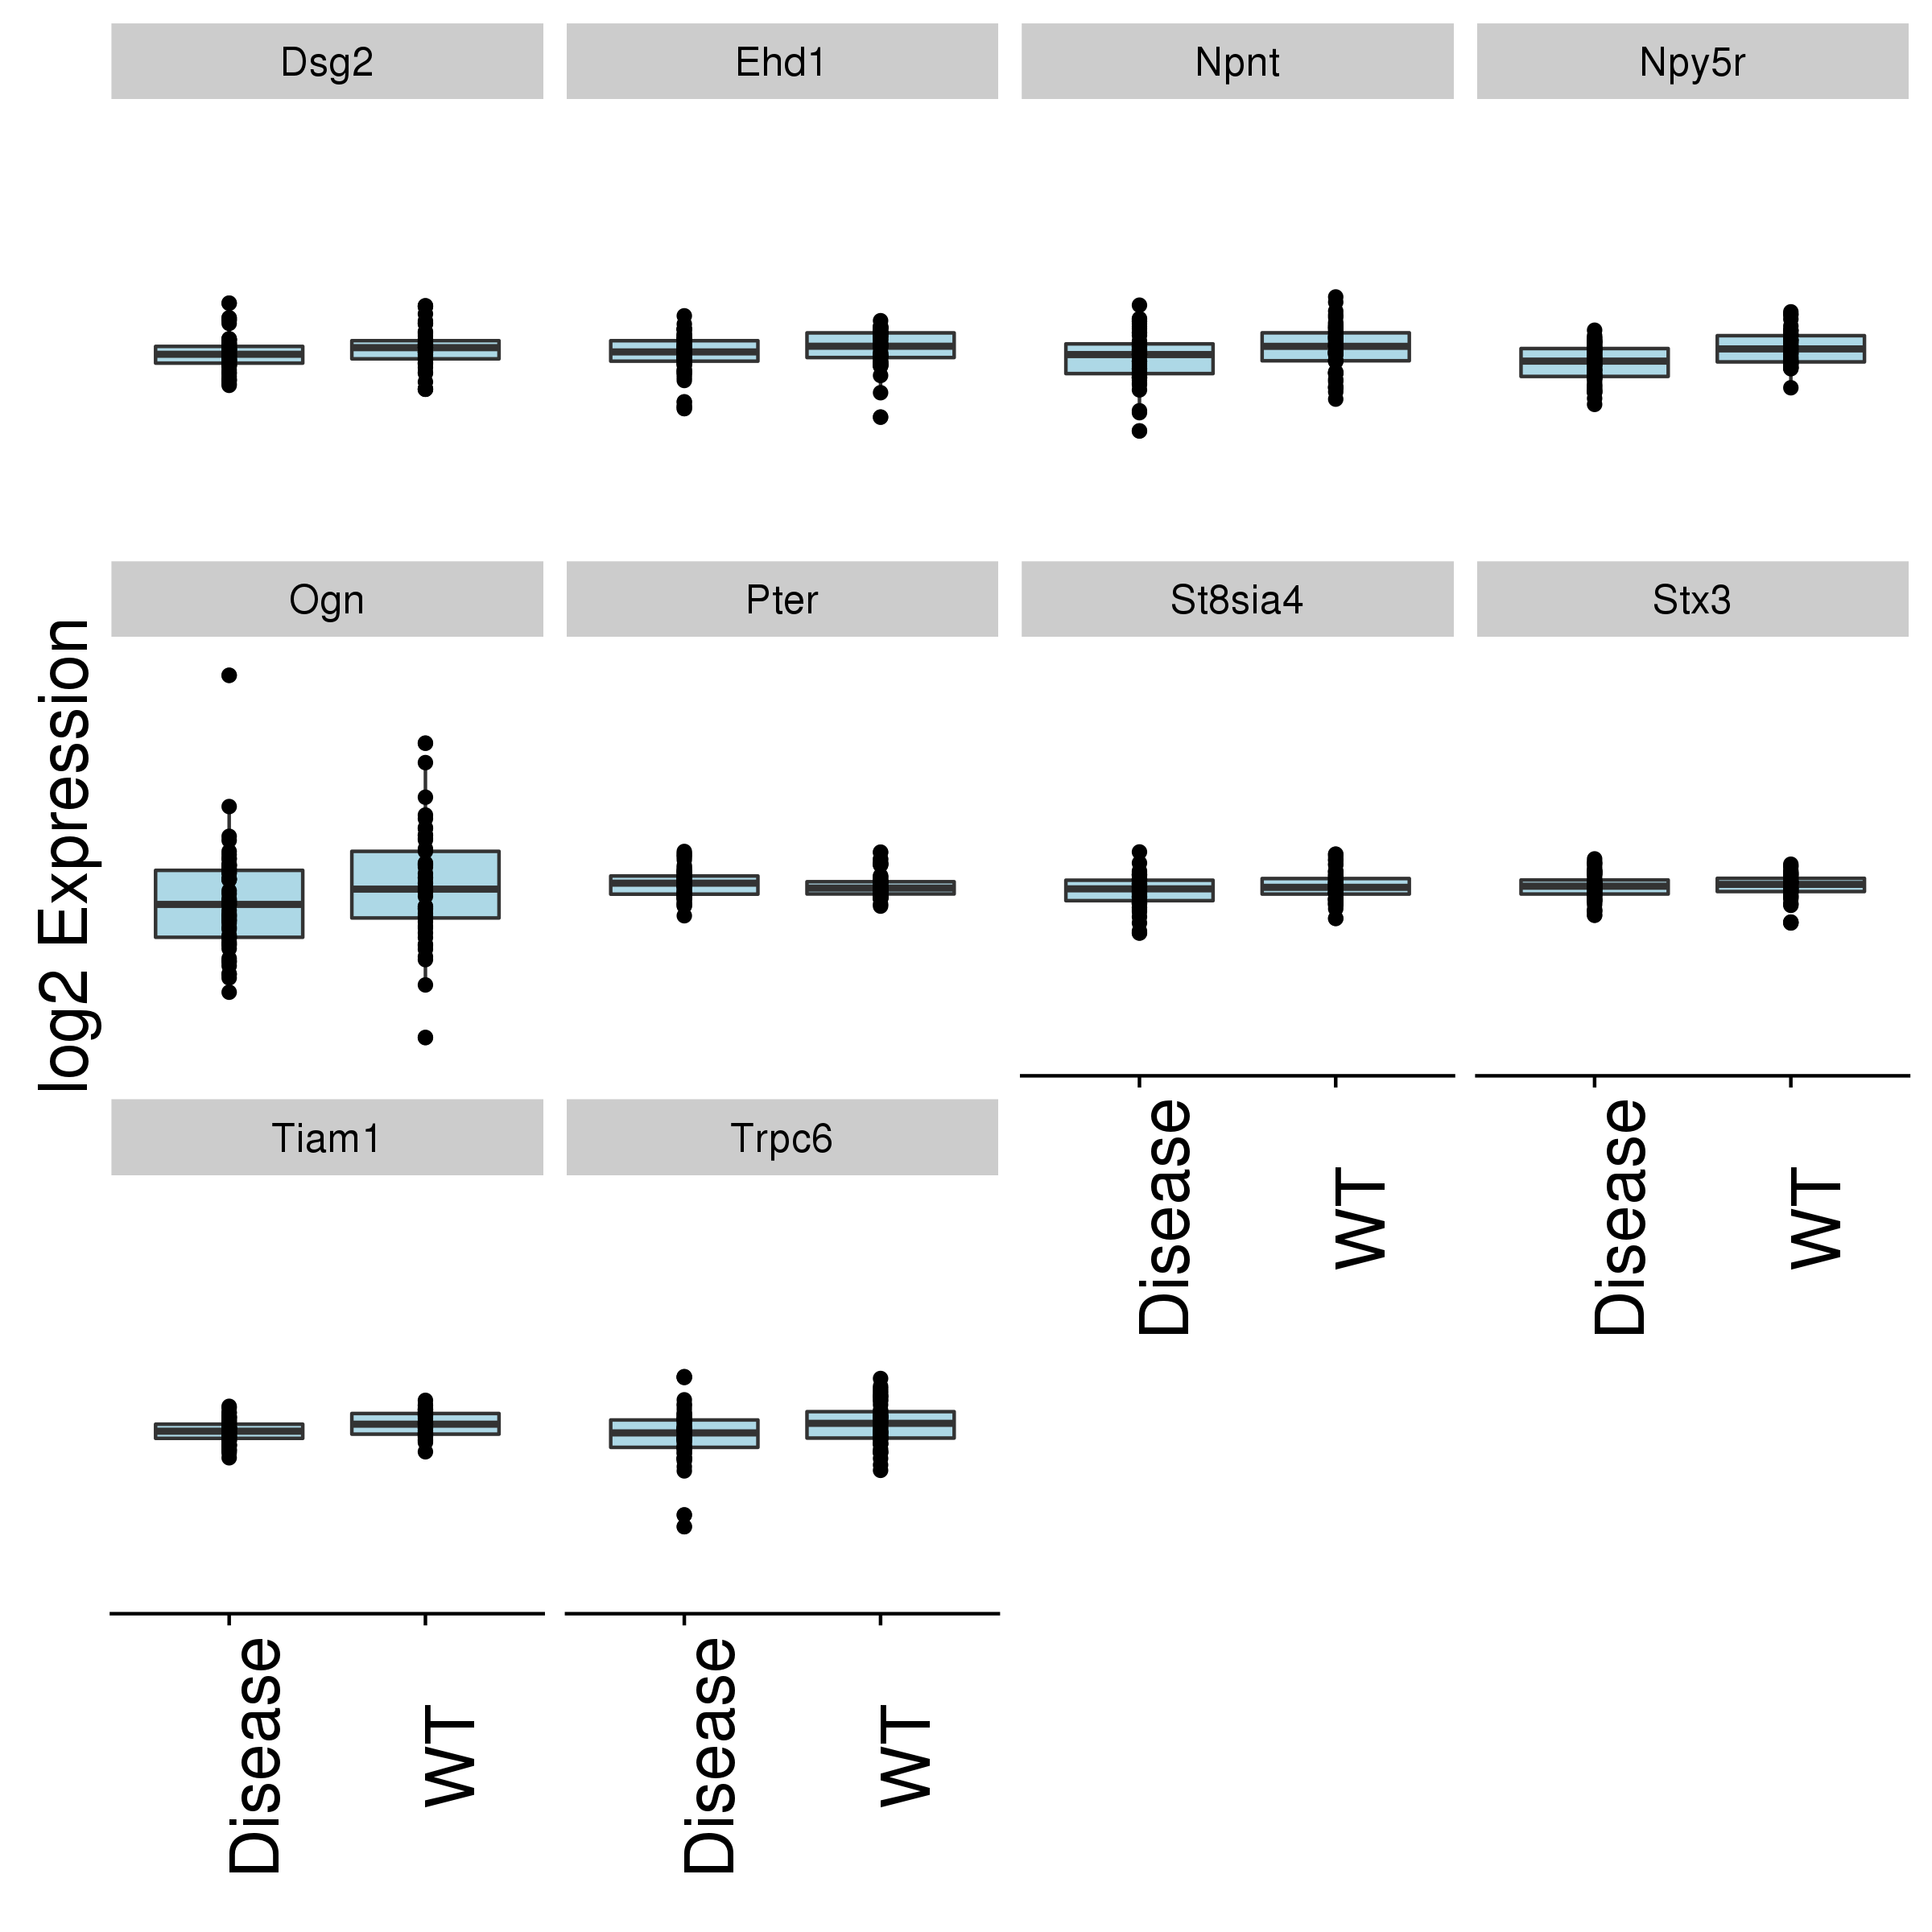 Dsg2
Ehd1
Npnt
Npy5r
log2 Expression
Ogn
Pter
St8sia4
Stx3
Disease
WT
Disease
WT
Tiam1
Trpc6
Disease
WT
Disease
WT